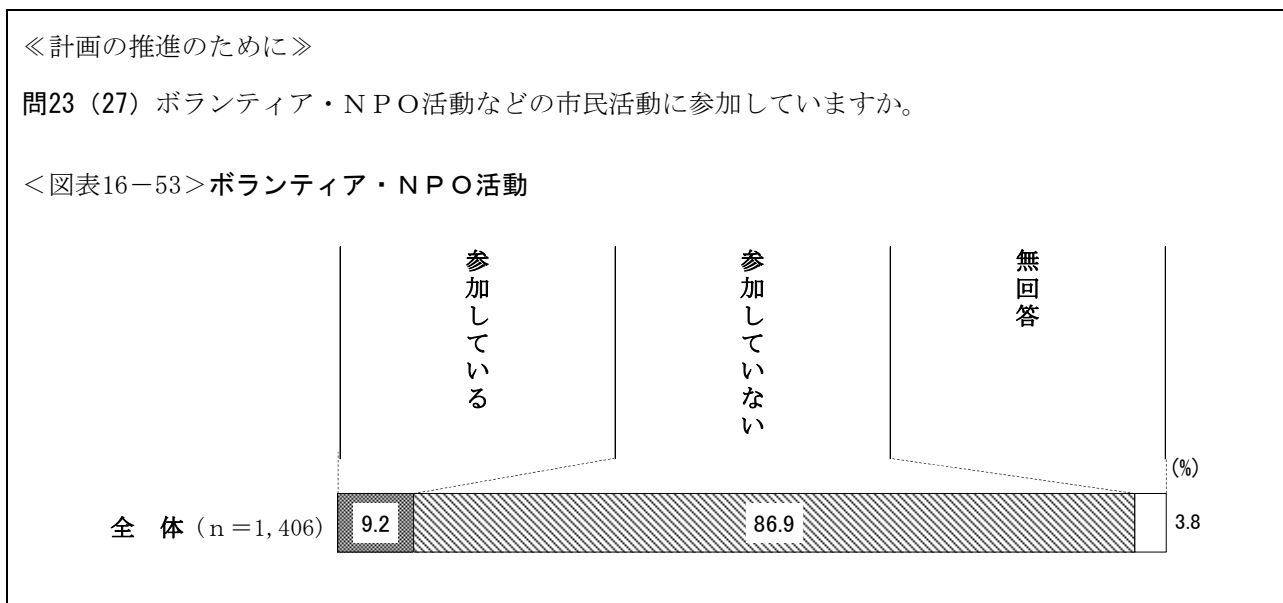 ≪計画の推進のために≫
問23（27）ボランティア・ＮＰＯ活動などの市民活動に参加していますか。
＜図表16－53＞ボランティア・ＮＰＯ活動
参加している
参加していない
無回答
(%)
全　体（ｎ＝1,406）
9.2
86.9
3.8